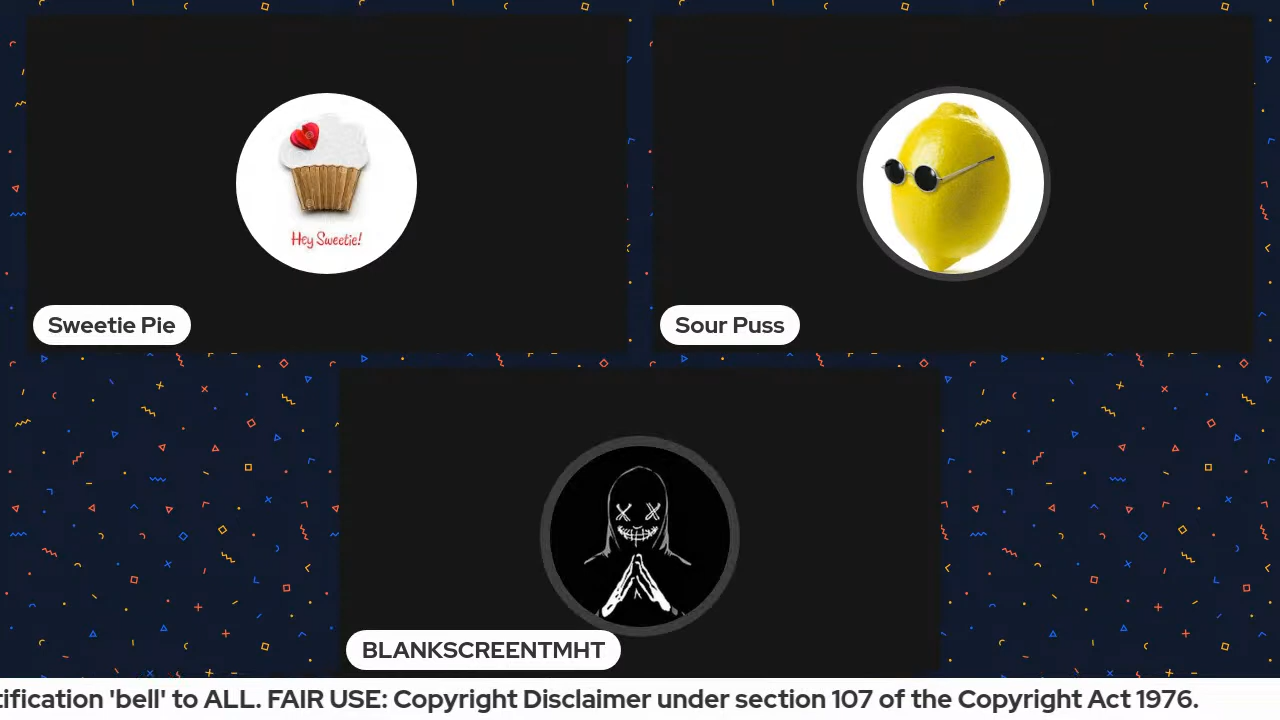 Hey Sweetie!
Sweetie Pie
Sour Puss
BLANKSCREENTMHT
'bell' to ALL. FAIR USE: Copyright Disclaimer under section 107 of the Copyright Act 1976.